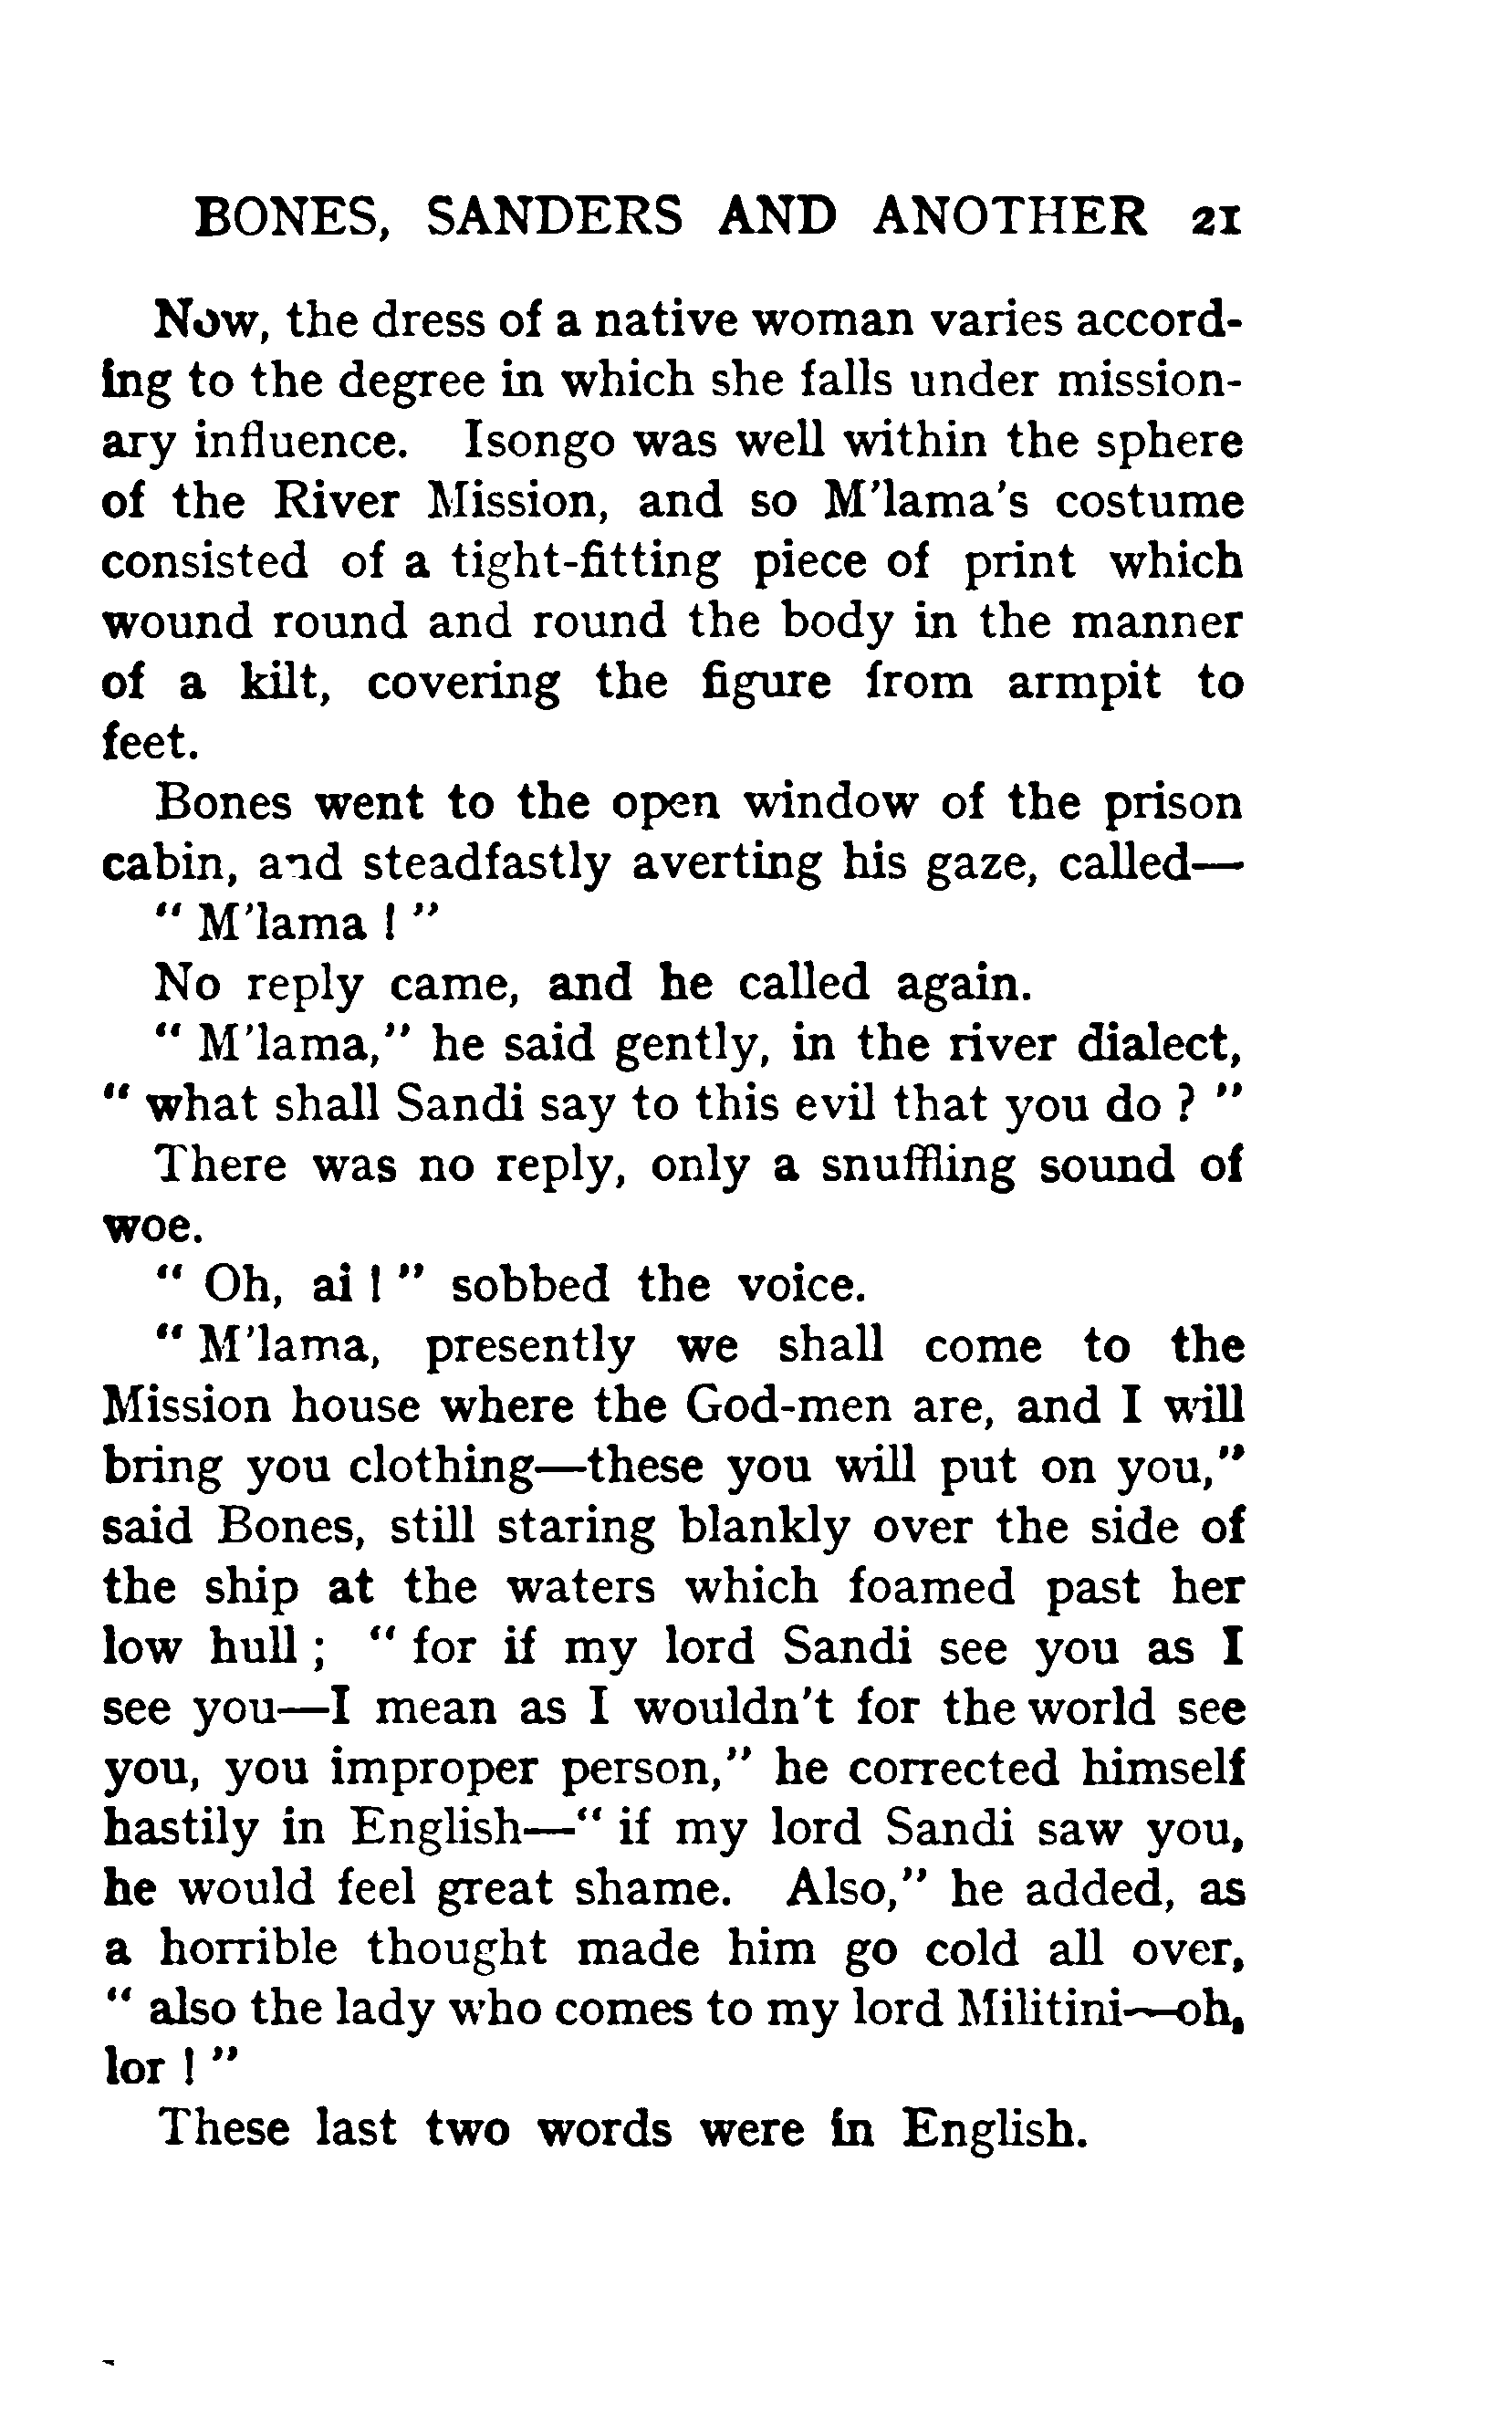 BONES, SANDERS AND ANOTHER 21
Now, the dress of a native woman varies accord-
ing to the degree in which she falls under mission-
ary influence. Isongo was well within the sphere
of the River Mission, and so M'lama's costume
consisted of a tight-fitting piece of print which
wound round and round the body in the manner
of a kilt, covering the figure from armpit to
feet.
Bones went to the open window of the prison
cabin, and steadfastly averting his gaze, called—
" M'lama ! "
No reply came, and he called again.
" M'lama," he said gently, in the river dialect,
" what shall Sandi say to this evil that you do ? "
There was no reply, only a snuffling sound of
woe.
" Oh, ai ! " sobbed the voice.
" M'lama, presently we shall come to the
Mission house where the God-men are, and I will
bring you clothing—these you will put on you,"
said Bones, still staring blankly over the side of
the ship at the waters which foamed past her
low hull ; " for if my lord Sandi see you as I
see you—I mean as I wouldn't for the world see
you, you improper person," he corrected himself
hastily in English—" if my lord Sandi saw you,
he would feel great shame. Also," he added, as
a horrible thought made him go cold all over,
" also the lady who comes to my lord Militini—oh,
lor ! "
These last two words were in English.